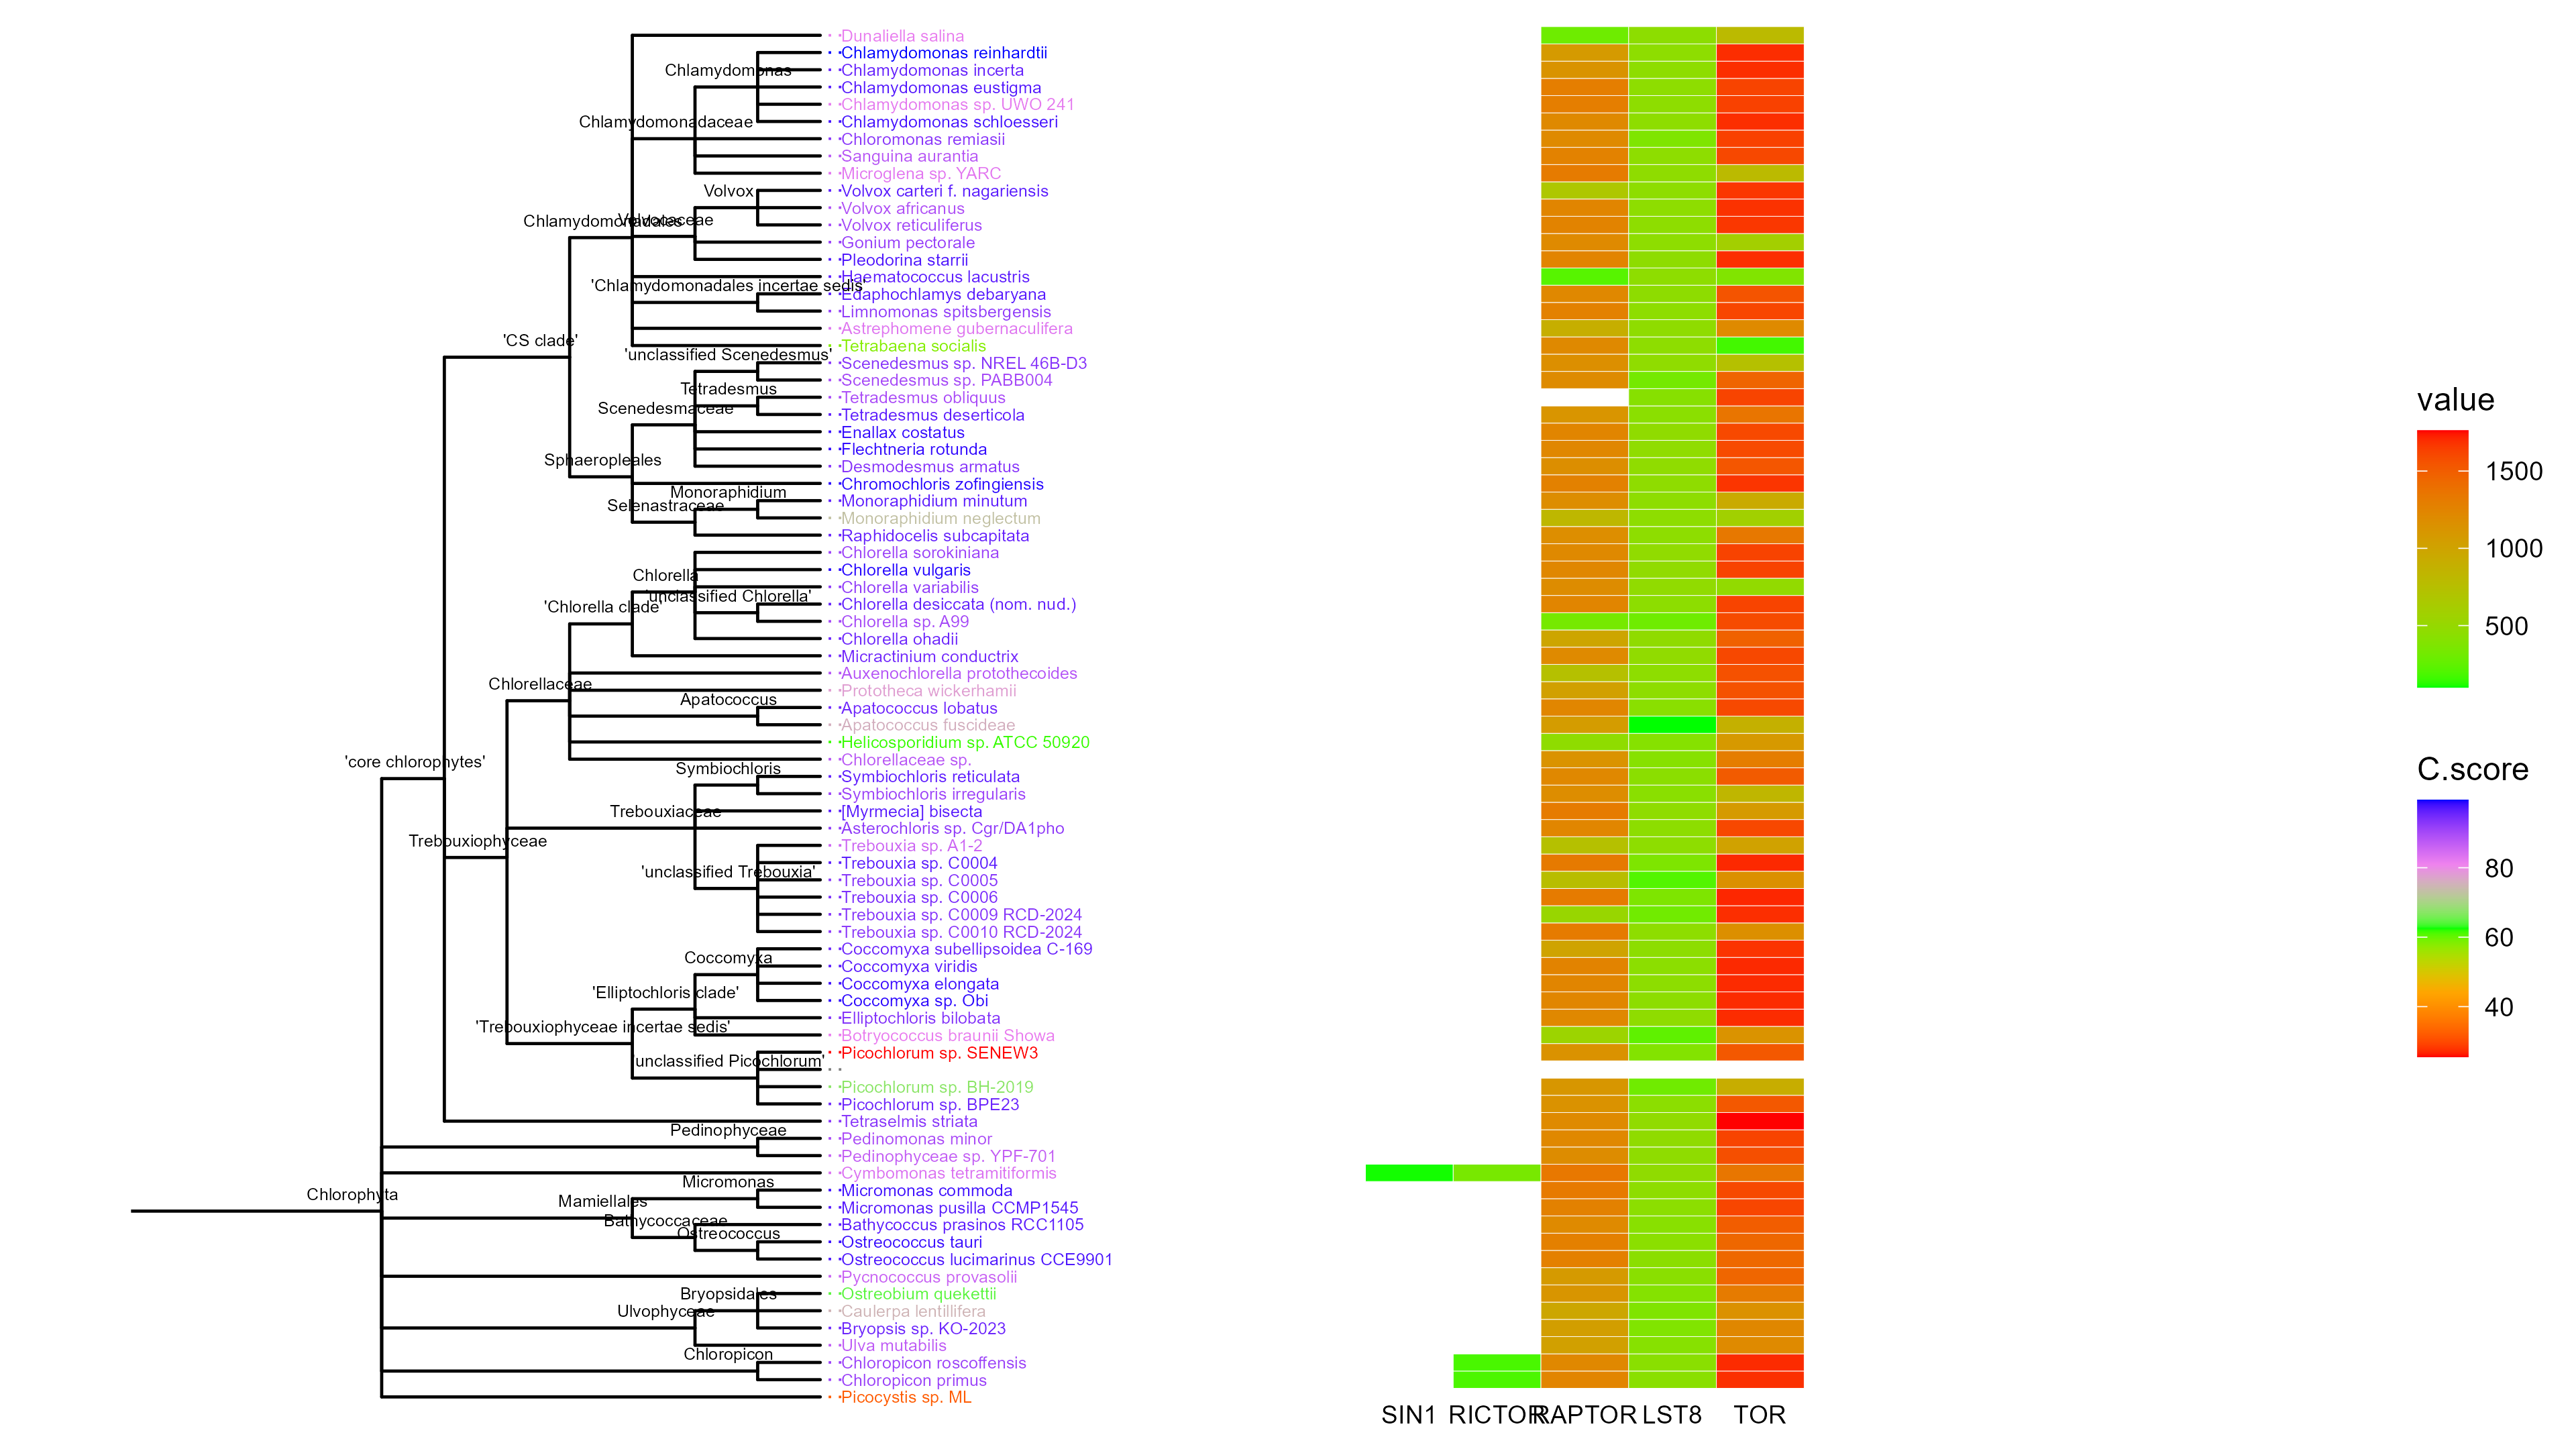 Dunaliella salina
Chlamydomonas reinhardtii
Chlamydomonas
Chlamydomonas incerta
Chlamydomonas eustigma
Chlamydomonas sp. UWO 241
Chlamydomonadaceae
Chlamydomonas schloesseri
Chloromonas remiasii
Sanguina aurantia
Microglena sp. YARC
Volvox
Volvox carteri f. nagariensis
Volvox africanus
Chlamydomonadales
Volvocaceae
Volvox reticuliferus
Gonium pectorale
Pleodorina starrii
Haematococcus lacustris
'Chlamydomonadales incertae sedis'
Edaphochlamys debaryana
Limnomonas spitsbergensis
Astrephomene gubernaculifera
'CS clade'
Tetrabaena socialis
'unclassified Scenedesmus'
Scenedesmus sp. NREL 46B-D3
Scenedesmus sp. PABB004
Tetradesmus
Tetradesmus obliquus
Scenedesmaceae
Tetradesmus deserticola
Enallax costatus
Flechtneria rotunda
Sphaeropleales
Desmodesmus armatus
Chromochloris zofingiensis
Monoraphidium
Monoraphidium minutum
Selenastraceae
Monoraphidium neglectum
Raphidocelis subcapitata
Chlorella sorokiniana
Chlorella
Chlorella vulgaris
Chlorella variabilis
'unclassified Chlorella'
'Chlorella clade'
Chlorella desiccata (nom. nud.)
Chlorella sp. A99
Chlorella ohadii
Micractinium conductrix
Auxenochlorella protothecoides
Chlorellaceae
Prototheca wickerhamii
Apatococcus
Apatococcus lobatus
Apatococcus fuscideae
Helicosporidium sp. ATCC 50920
'core chlorophytes'
Chlorellaceae sp.
Symbiochloris
Symbiochloris reticulata
Symbiochloris irregularis
Trebouxiaceae
[Myrmecia] bisecta
Asterochloris sp. Cgr/DA1pho
Trebouxiophyceae
Trebouxia sp. A1-2
Trebouxia sp. C0004
'unclassified Trebouxia'
Trebouxia sp. C0005
Trebouxia sp. C0006
Trebouxia sp. C0009 RCD-2024
Trebouxia sp. C0010 RCD-2024
Coccomyxa subellipsoidea C-169
Coccomyxa
Coccomyxa viridis
Coccomyxa elongata
'Elliptochloris clade'
Coccomyxa sp. Obi
Elliptochloris bilobata
'Trebouxiophyceae incertae sedis'
Botryococcus braunii Showa
Picochlorum sp. SENEW3
'unclassified Picochlorum'
Picochlorum sp. BH-2019
Picochlorum sp. BPE23
Tetraselmis striata
Pedinophyceae
Pedinomonas minor
Pedinophyceae sp. YPF-701
Cymbomonas tetramitiformis
Micromonas
Micromonas commoda
Chlorophyta
Mamiellales
Micromonas pusilla CCMP1545
Bathycoccaceae
Bathycoccus prasinos RCC1105
Ostreococcus
Ostreococcus tauri
Ostreococcus lucimarinus CCE9901
Pycnococcus provasolii
Bryopsidales
Ostreobium quekettii
Ulvophyceae
Caulerpa lentillifera
Bryopsis sp. KO-2023
Ulva mutabilis
Chloropicon
Chloropicon roscoffensis
Chloropicon primus
Picocystis sp. ML
SIN1 RICTOR RAPTOR LST8 TOR
value
1500
1000
500
C.score
80
60
40